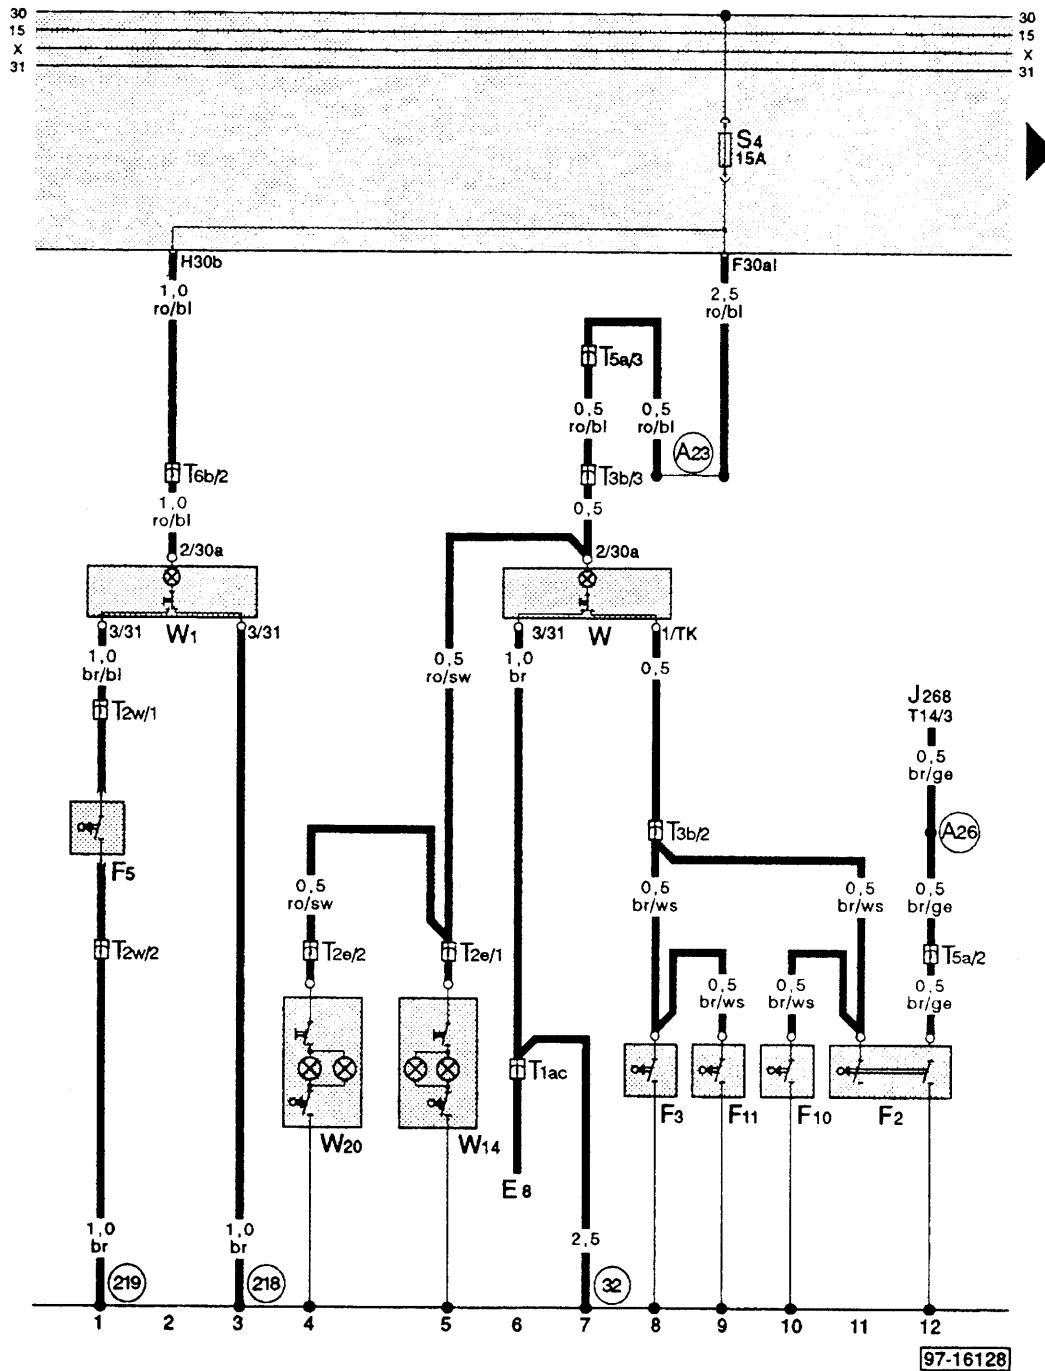 30 30
15 15
X X
31 31
S4
15A
H30b
F30al
1,0
ro/bl
2,5
ro/bl
T5a/3
0,5
ro/bl
0,5
ro/bl
A23
T6b/2
T3b/3
1,0
ro/bl
0,5
2/30a
2/30a
3/31
W1
3/31
3/31
W
1/TK
1,0
br/bl
0,5
ro/sw
1,0
br
0,5
T2w/1
J268
T14/3
0,5
br/ge
F5
T3b/2
A26
0,5
ro/sw
0,5
br/ws
0,5
br/ws
0,5
br/ge
T2w/2
T2e/2
T2e/1
T5a/2
0,5
br/ws
0,5
br/ws
0,5
br/ge
T1ac
F3
F11
F10
F2
W20
W14
E8
1,0
br
1,0
br
2,5
219
218
32
1 2 3 4 5 6 7 8 9 10 11 12
97-16128